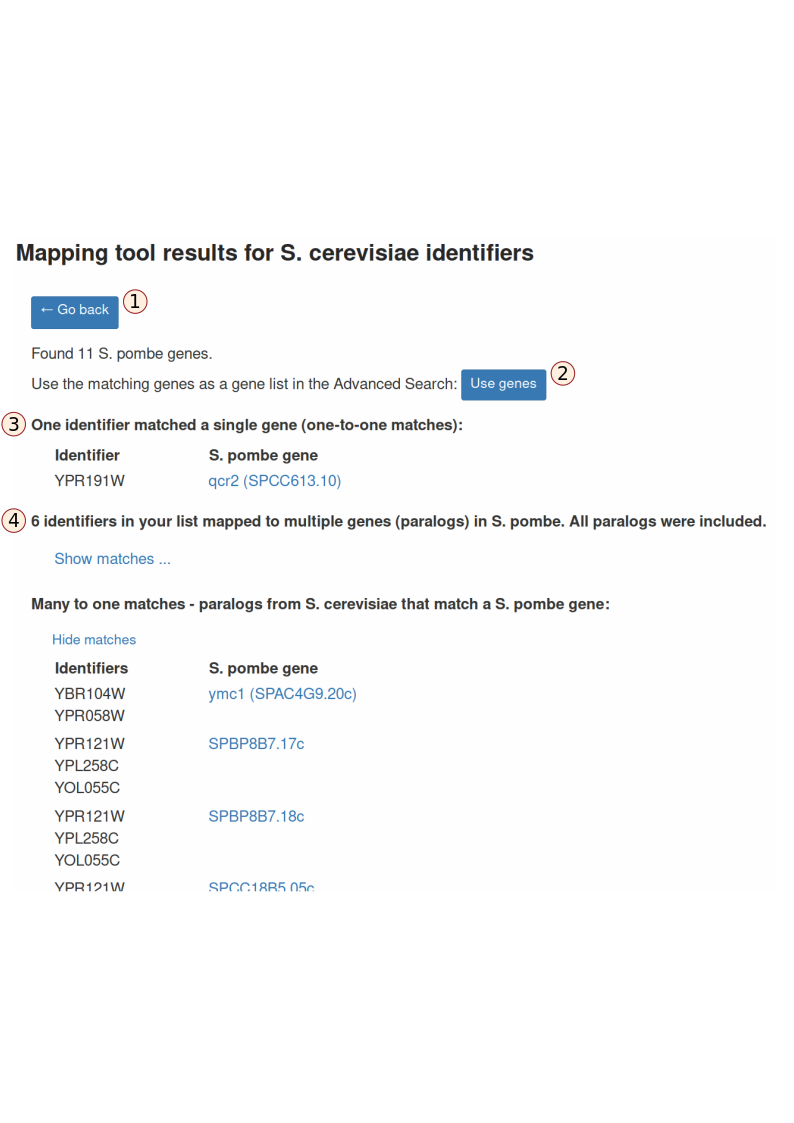 Mapping tool results for S. cerevisiae identifiers
← Go back 1
Found 11 S. pombe genes.
Use the matching genes as a gene list in the Advanced Search: Use genes 2
3 One identifier matched a single gene (one-to-one matches):
Identifier S. pombe gene
YPR191W qcr2 (SPCC613.10)
4 6 identifiers in your list mapped to multiple genes (paralogs) in S. pombe. All paralogs were included.
Show matches ...
Many to one matches - paralogs from S. cerevisiae that match a S. pombe gene:
Hide matches
Identifiers S. pombe gene
YBR104W ymc1 (SPAC4G9.20c)
YPR058W
YPR121W SPBP8B7.17c
YPL258C
YOL055C
YPR121W SPBP8B7.18c
YPL258C
YOL055C
YPR121W SPCC18B5.05c